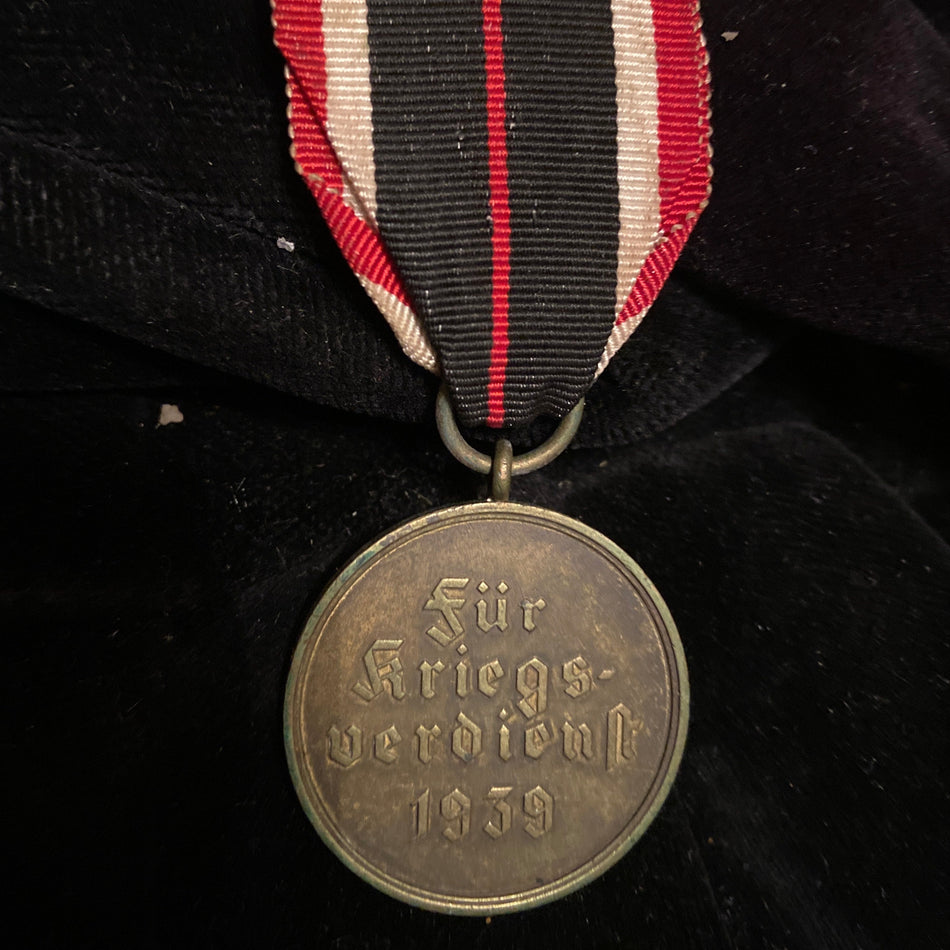 Für
Kriegs-
verdienst
1939